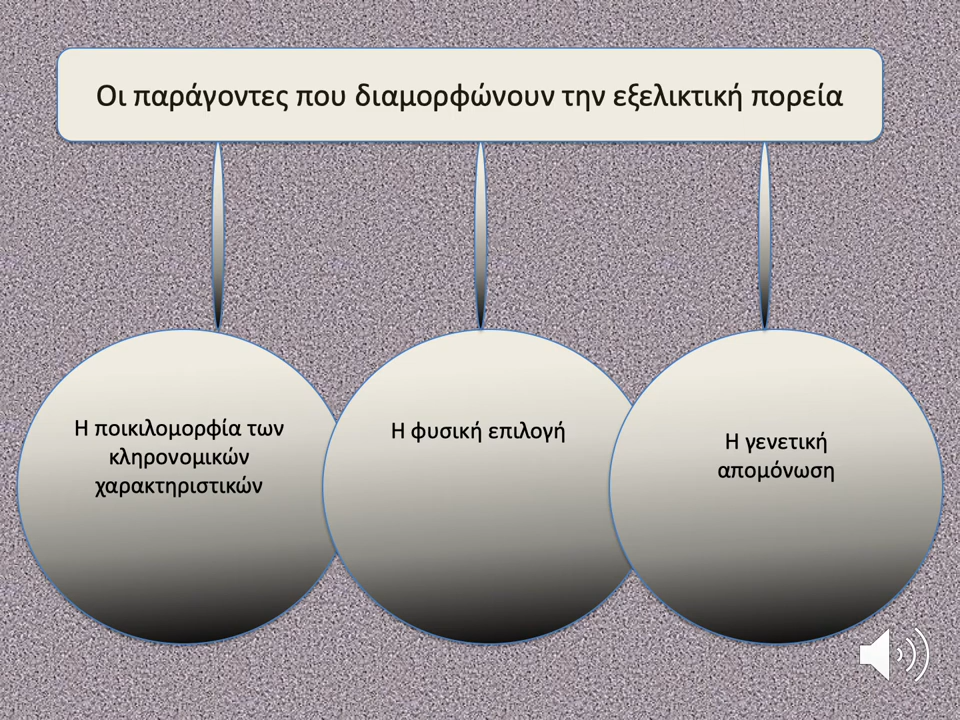 Οι παράγοντες που διαμορφώνουν την εξελικτική πορεία
Η ποικιλομορφία των
κληρονομικών
χαρακτηριστικών
Η φυσική επιλογή
Η γενετική
απομόνωση